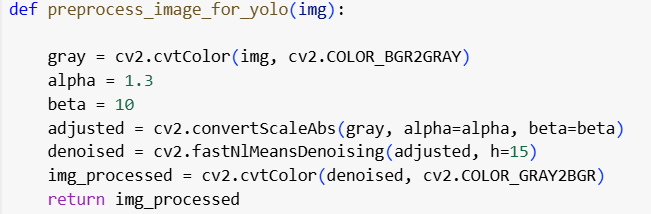 def preprocess_image_for_yolo(img):
gray = cv2.cvtColor(img, cv2.COLOR_BGR2GRAY)
alpha = 1.3
beta = 10
adjusted = cv2.convertScaleAbs(gray, alpha=alpha, beta=beta)
denoised = cv2.fastNlMeansDenoising(adjusted, h=15)
img_processed = cv2.cvtColor(denoised, cv2.COLOR_GRAY2BGR)
return img_processed